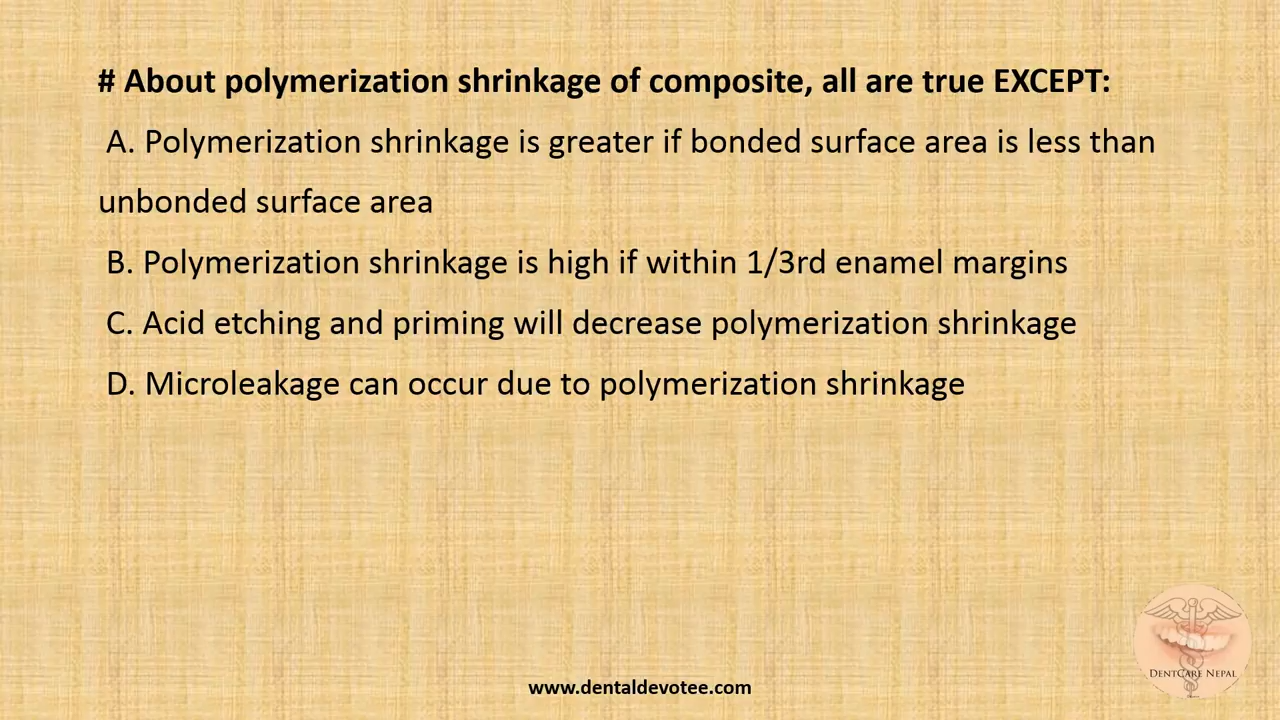 # About polymerization shrinkage of composite, all are true EXCEPT:
A. Polymerization shrinkage is greater if bonded surface area is less than
unbonded surface area
B. Polymerization shrinkage is high if within 1/3rd enamel margins
C. Acid etching and priming will decrease polymerization shrinkage
D. Microleakage can occur due to polymerization shrinkage
DentCare Nepal
www.dentaldevotee.com